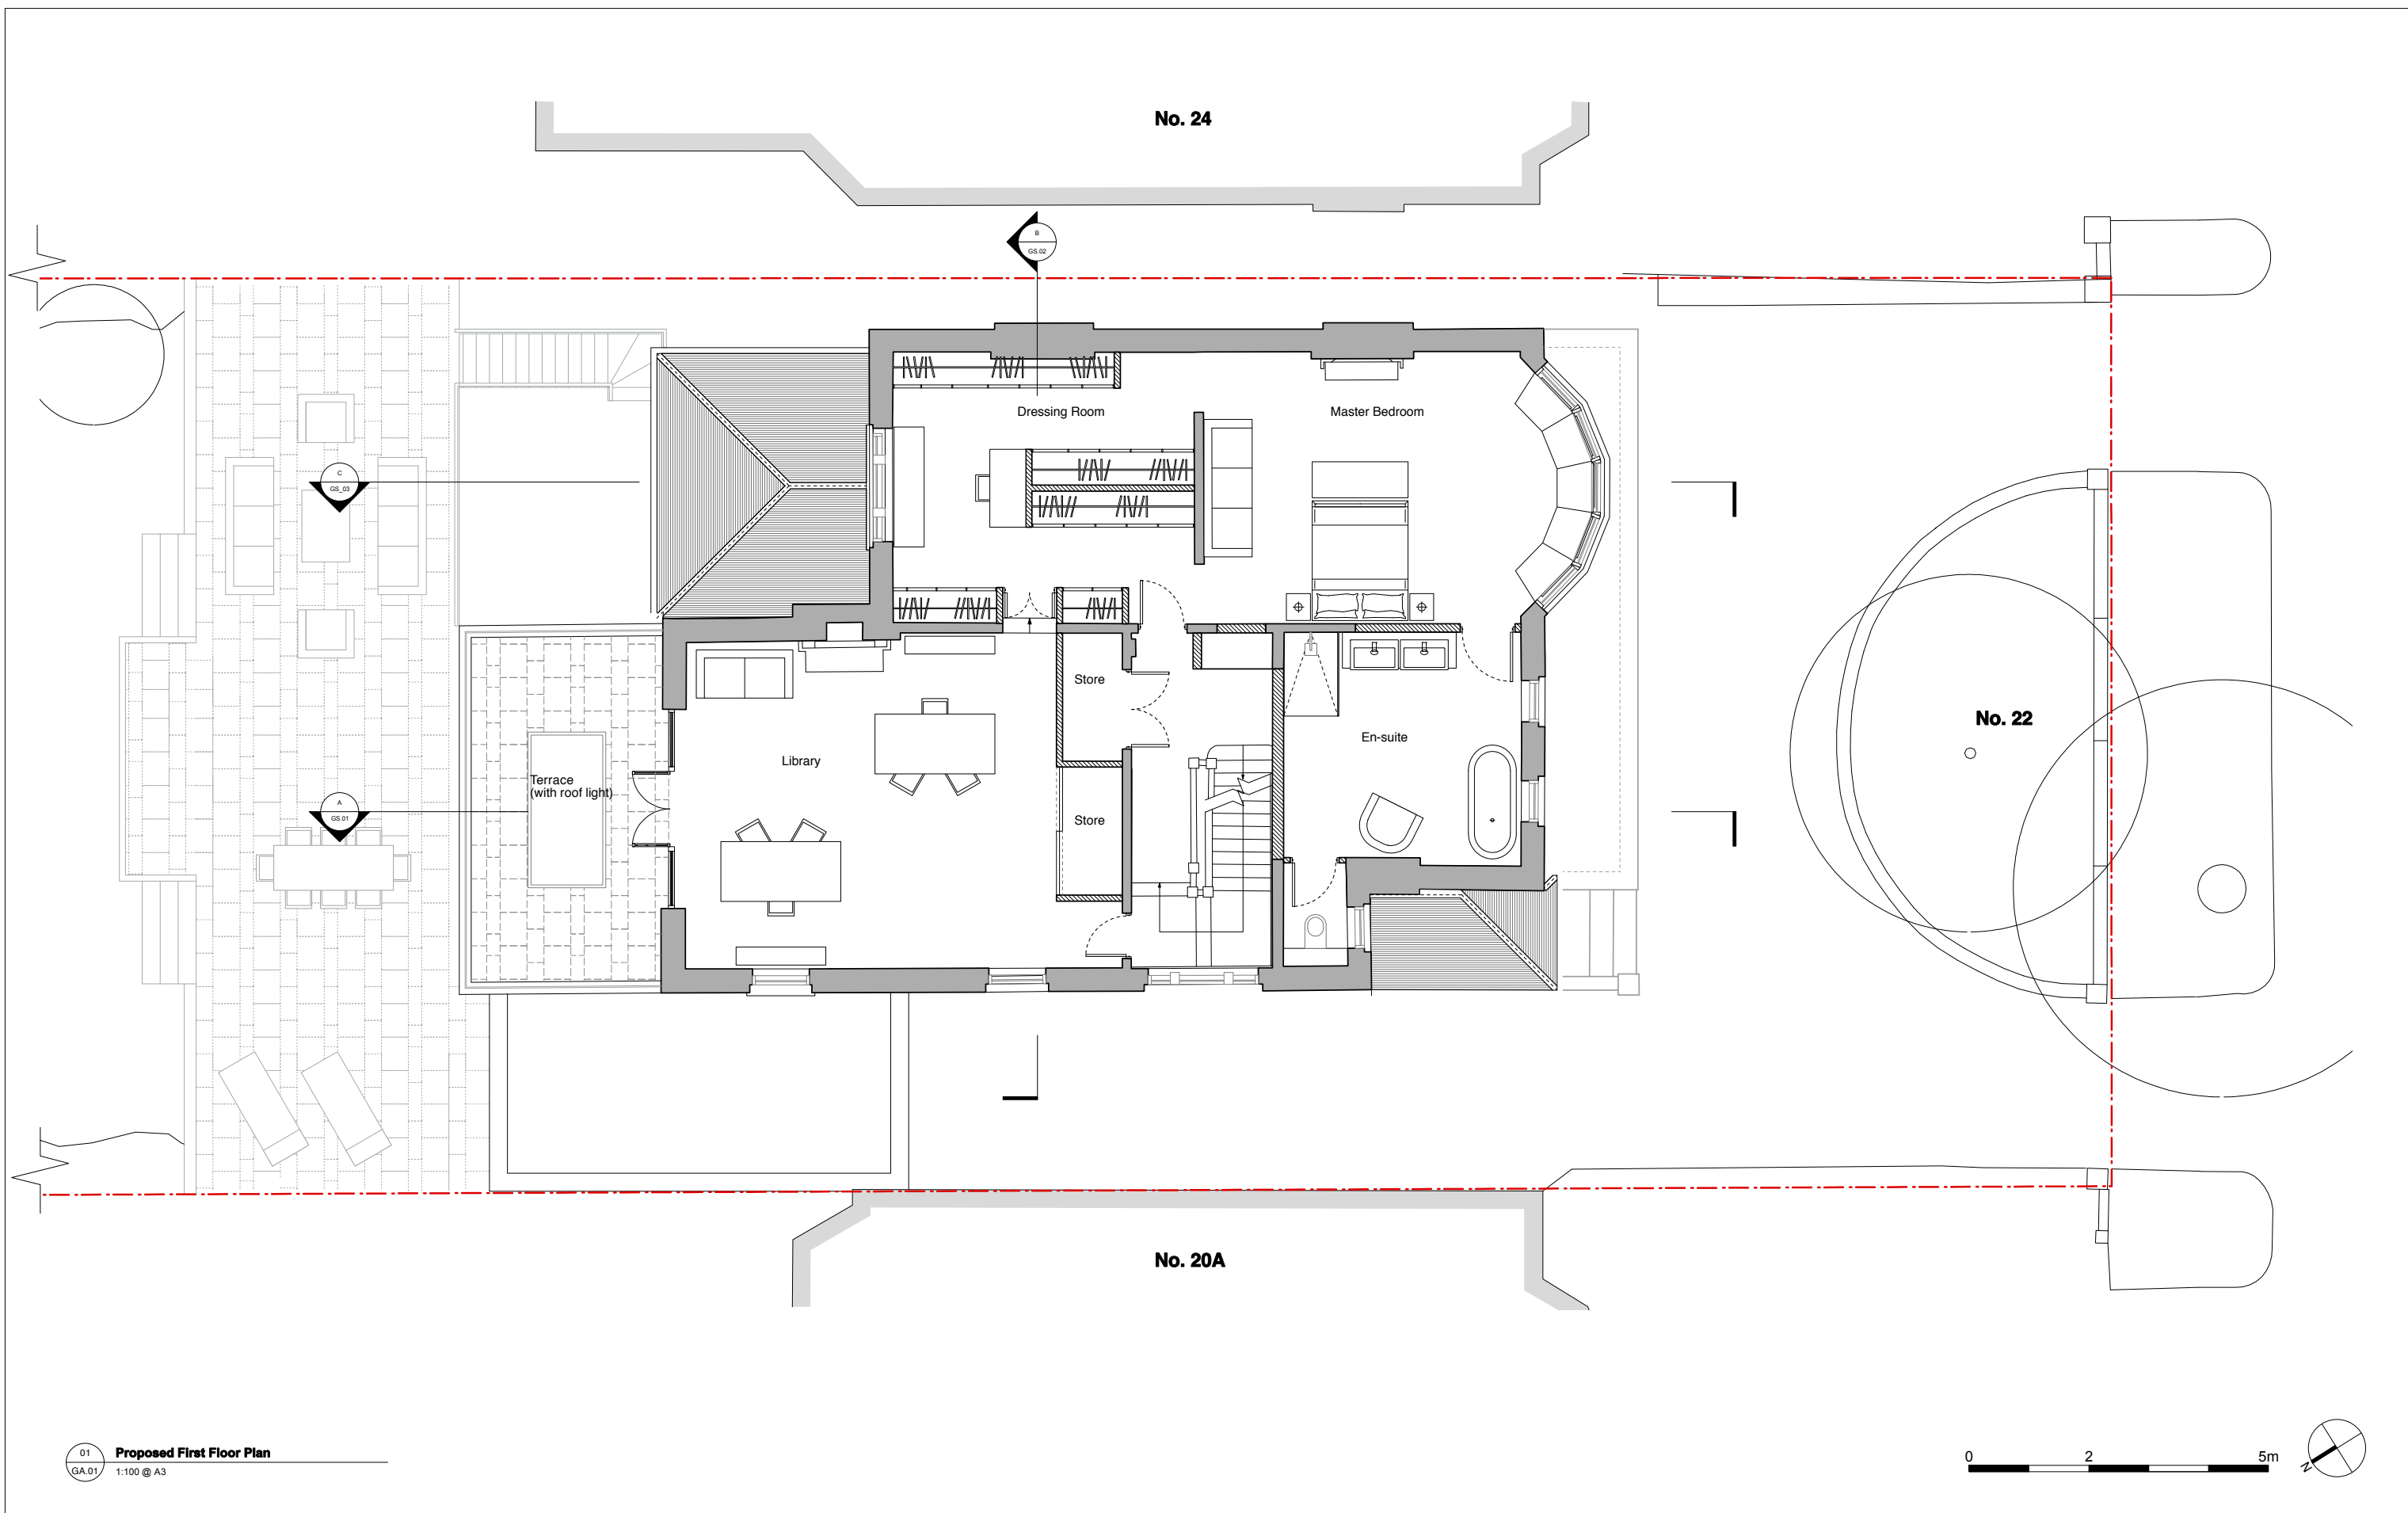 No. 24
B
GS.02
Dressing Room
Master Bedroom
C
GS_03
Store
No. 22
En-suite
Library
Terrace
(with roof light)
A
GS.01
Store
No. 20A
01
Proposed First Floor Plan
GA.01
1:100 @ A3
0
2
5m
N